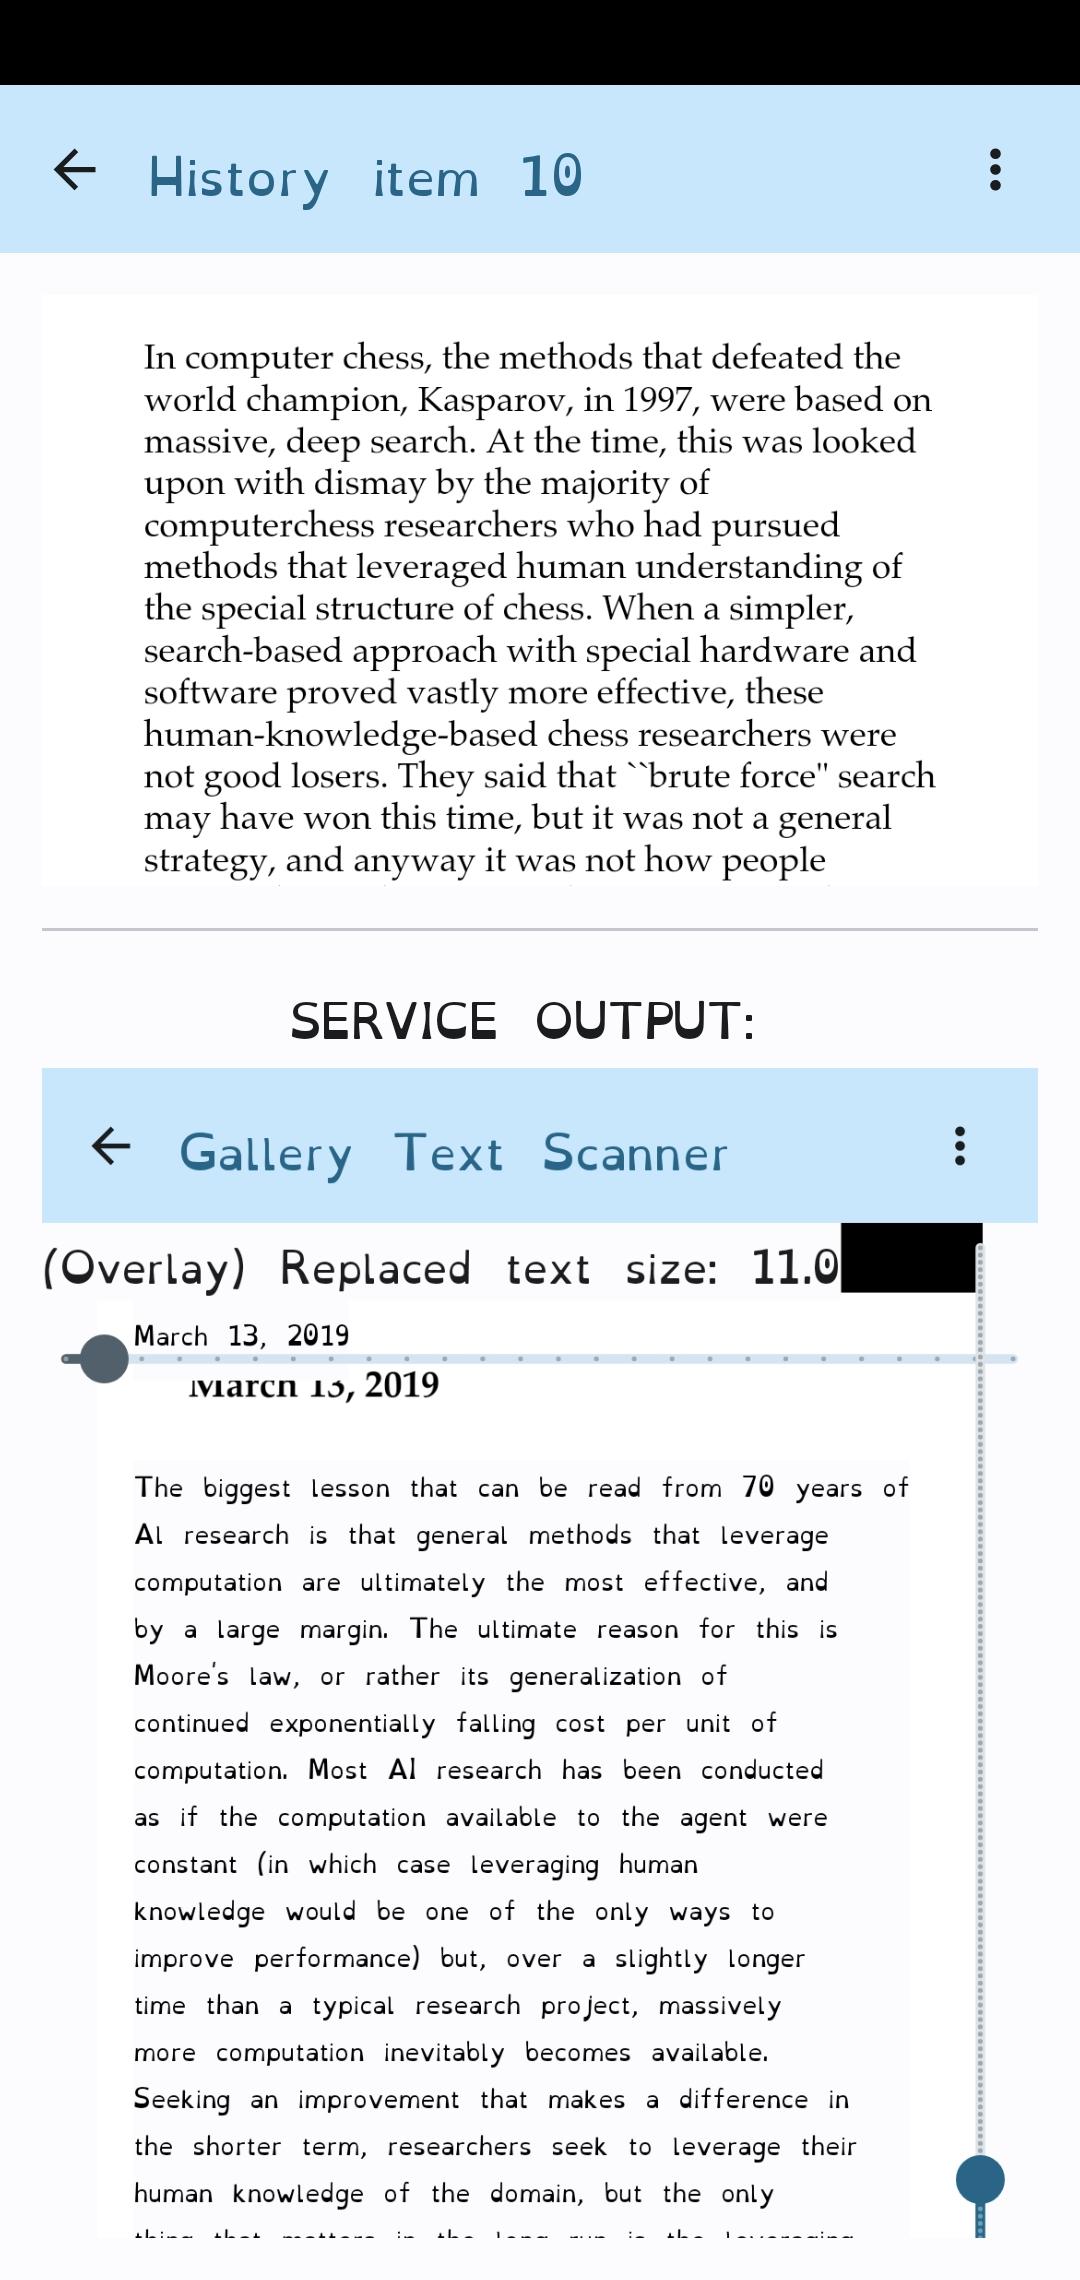 History item 10
In computer chess, the methods that defeated the
world champion, Kasparov, in 1997, were based on
massive, deep search. At the time, this was looked
upon with dismay by the majority of
computerchess researchers who had pursued
methods that leveraged human understanding of
the special structure of chess. When a simpler,
search-based approach with special hardware and
software proved vastly more effective, these
human-knowledge-based chess researchers were
not good losers. They said that ``brute force" search
may have won this time, but it was not a general
strategy, and anyway it was not how people
SERVICE OUTPUT:
Gallery Text Scanner
(Overlay) Replaced text size: 11.0
March 13, 2019
March 13, 2019
The biggest lesson that can be read from 70 years of
AI research is that general methods that leverage
computation are ultimately the most effective, and
by a large margin. The ultimate reason for this is
Moore's law, or rather its generalization of
continued exponentially falling cost per unit of
computation. Most AI research has been conducted
as if the computation available to the agent were
constant (in which case leveraging human
knowledge would be one of the only ways to
improve performance) but, over a slightly longer
time than a typical research project, massively
more computation inevitably becomes available.
Seeking an improvement that makes a difference in
the shorter term, researchers seek to leverage their
human knowledge of the domain, but the only
thing that matters in the long run is the leveraging